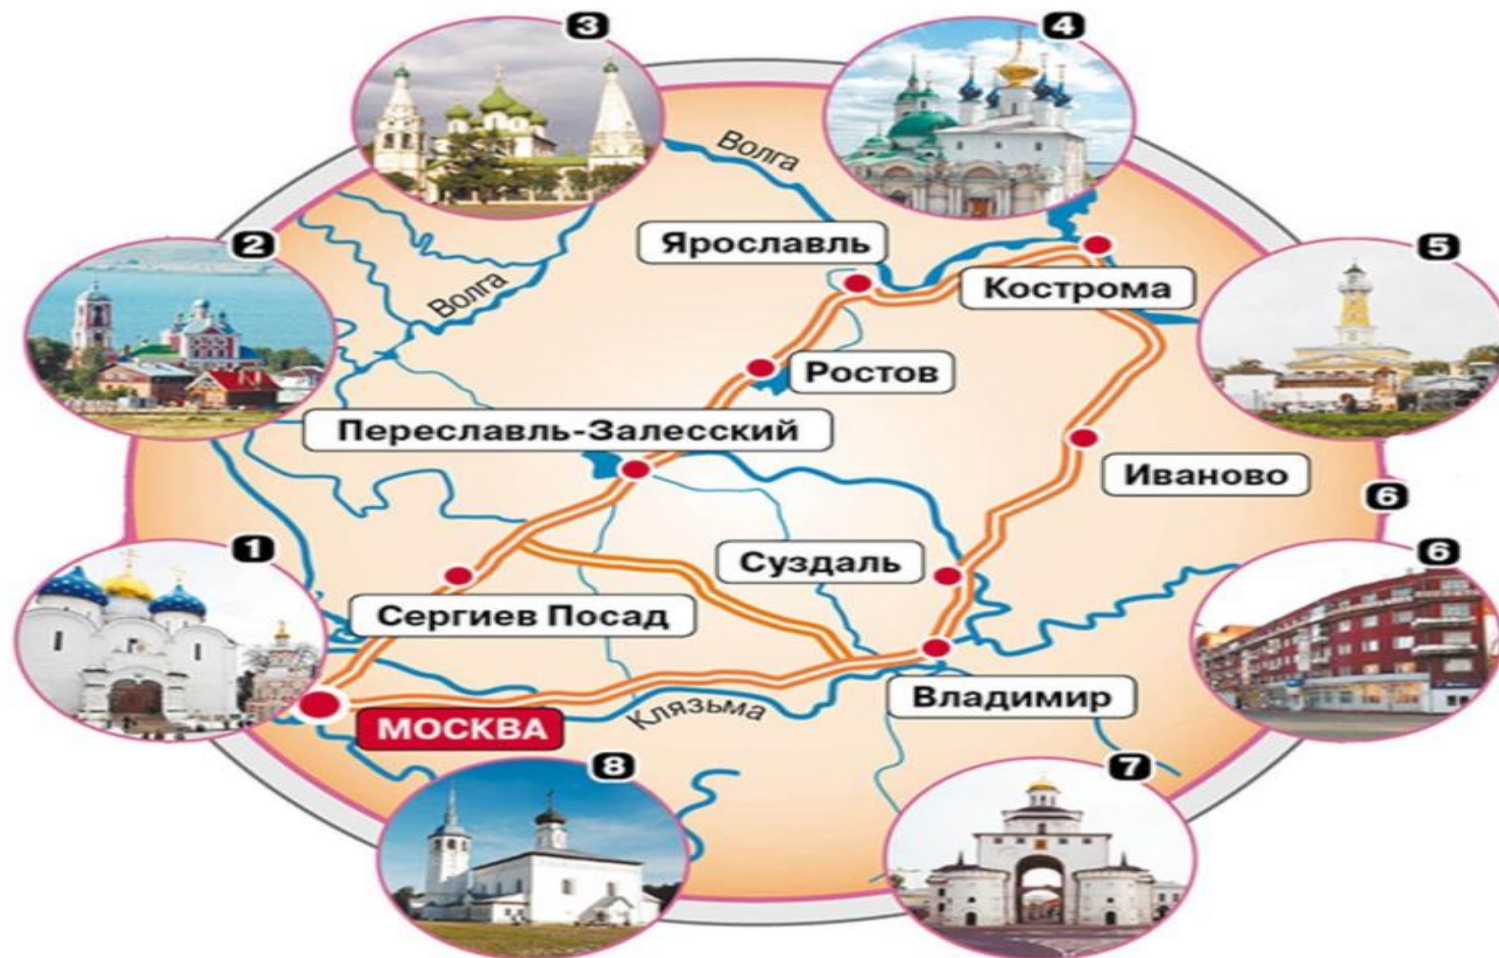 3
4
Волга
2
Ярославль
5
Волга
Кострома
Ростов
Переславль-Залесский
Иваново
6
1
Суздаль
6
Сергиев Посад
Владимир
Клязьма
МОСКВА
8
7